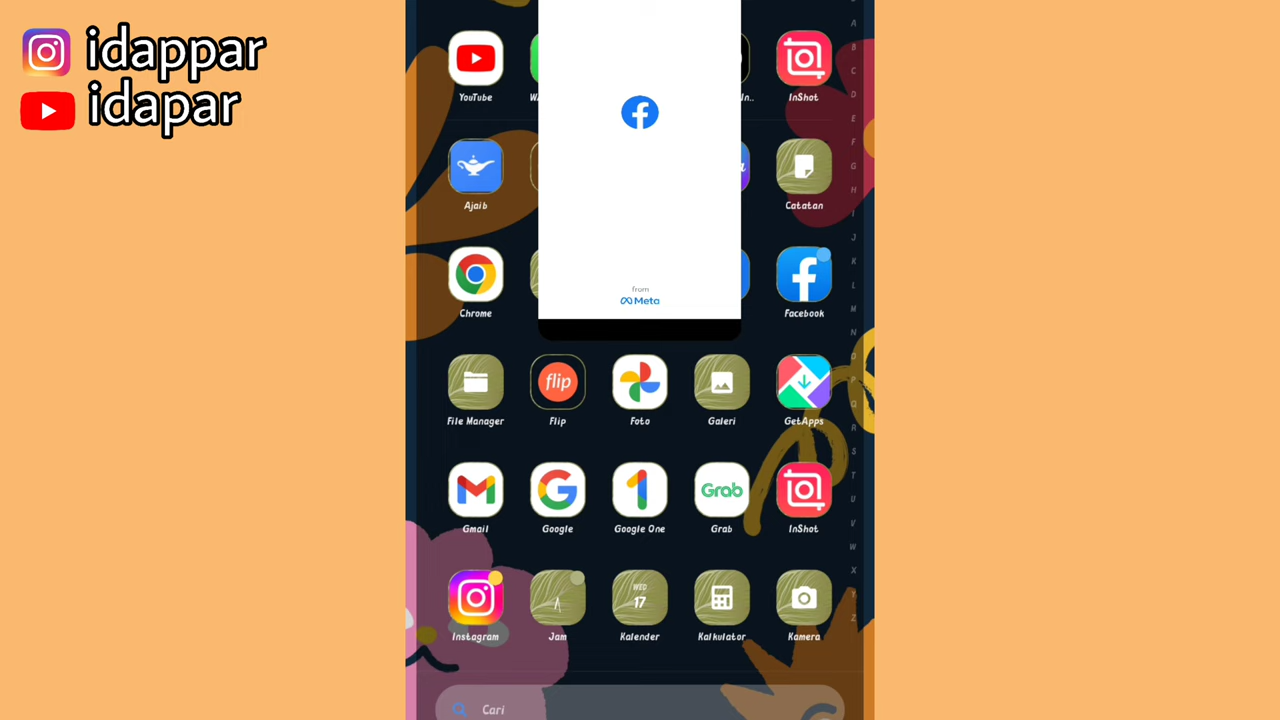 idappar
idapar
YouTube
In..
InShot
Ajaib
Catatan
Chrome
from
Meta
Facebook
flip
File Manager
Flip
Foto
Galeri
GetApps
Grab
Gmail
Google
Google One
Grab
InShot
WED
17
Instagram
Jam
Kalender
Kalkulator
Kamera
Cari
A
B
C
D
E
F
G
H
I
J
K
L
M
N
O
P
Q
R
S
T
U
V
W
X
Y
Z